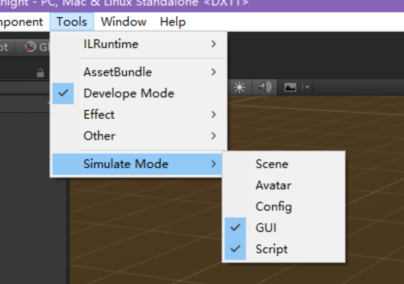 night - PC, Mac & Linux Standalone <DX11>
mponent Tools Window Help
ILRuntime
AssetBundle
Develope Mode
Effect
Other
Simulate Mode
Scene
Avatar
Config
GUI
Script